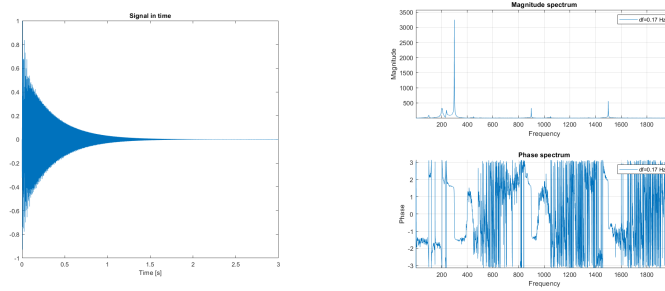 Signal in time
1
0.8
0.6
0.4
0.2
0
-0.2
-0.4
-0.6
-0.8
-1
0 0.5 1 1.5 2 2.5 3
Time [s]
Magnitude spectrum
3500
3000
2500
2000
1500
1000
500
Magnitude
df=0.17 Hz
200 400 600 800 1000 1200 1400 1600 1800
Frequency
Phase spectrum
3
2
1
0
-1
-2
-3
Phase
df=0.17 Hz
200 400 600 800 1000 1200 1400 1600 1800
Frequency